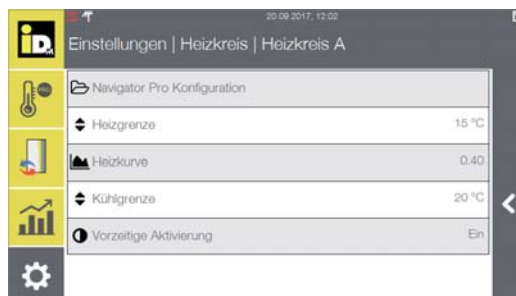 20.09.2017, 12:02
iD.
Einstellungen | Heizkreis | Heizkreis A
PRO
Navigator Pro Konfiguration
Heizgrenze 15 °C
Heizkurve 0.40
Kühlgrenze 20 °C
Vorzeitige Aktivierung Ein